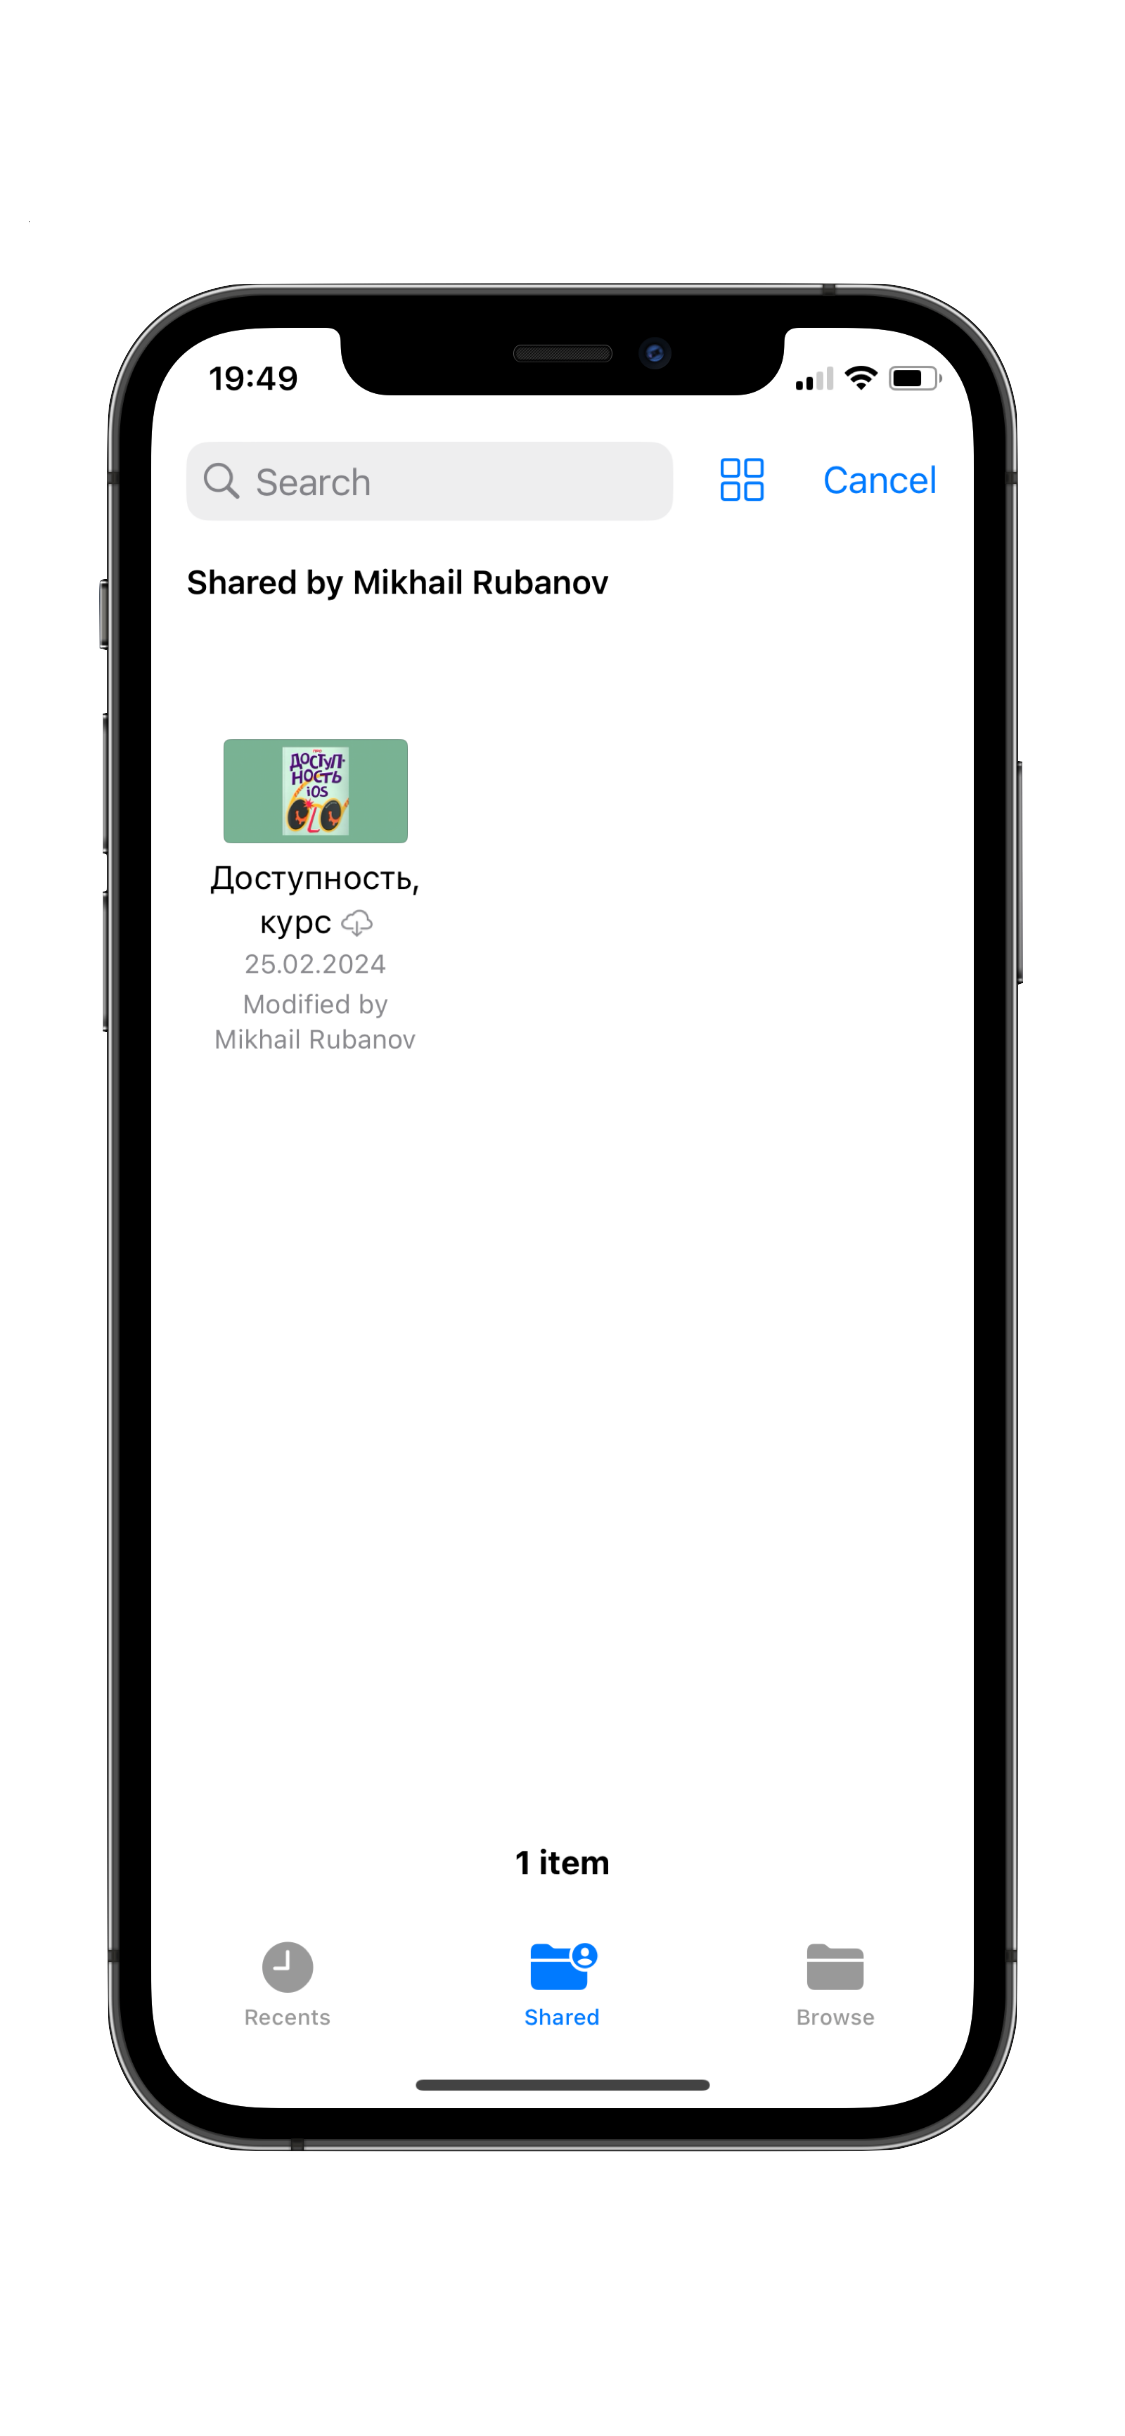 19:49
Search
Cancel
Shared by Mikhail Rubanov
ПРО
ДОСТУП-
НОСТЬ
iOS
Доступность,
курс
25.02.2024
Modified by
Mikhail Rubanov
1 item
Recents
Shared
Browse